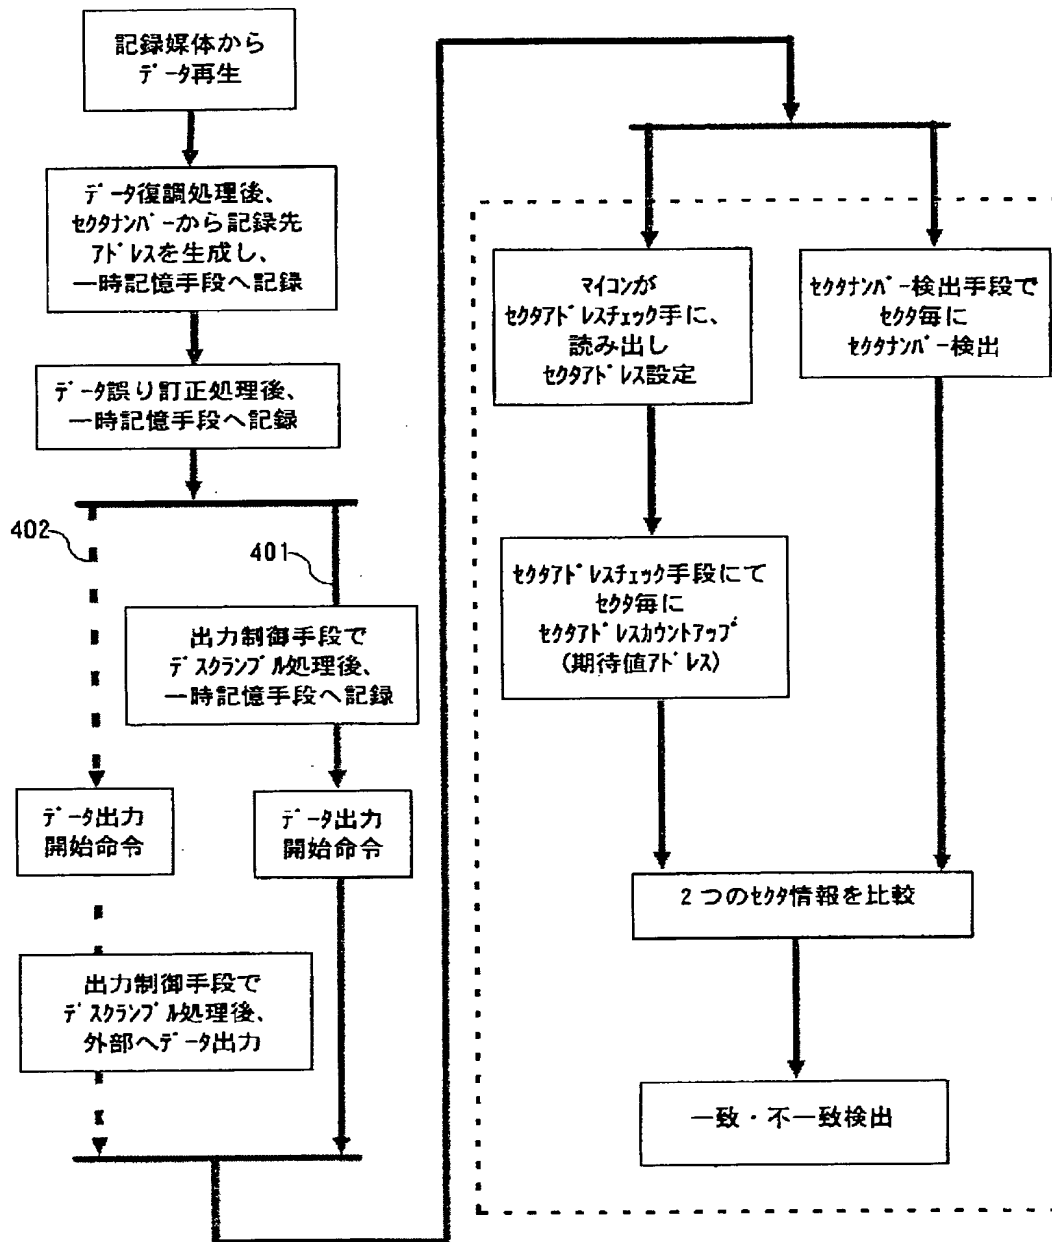 記録媒体から
ﾃﾞｰﾀ再生
ﾃﾞｰﾀ復調処理後、
ｾｸﾀﾅﾝﾊﾞｰから記録先
ｱﾄﾞﾚｽを生成し、
一時記憶手段へ記録
ﾃﾞｰﾀ誤り訂正処理後、
一時記憶手段へ記録
402
401
出力制御手段で
ﾃﾞｽｸﾗﾝﾌﾞﾙ処理後、
一時記憶手段へ記録
ﾃﾞｰﾀ出力
開始命令
ﾃﾞｰﾀ出力
開始命令
出力制御手段で
ﾃﾞｽｸﾗﾝﾌﾞﾙ処理後、
外部へﾃﾞｰﾀ出力
ﾏｲｺﾝが
ｾｸﾀｱﾄﾞﾚｽﾁｪｯｸ手に、
読み出し
ｾｸﾀｱﾄﾞﾚｽ設定
ｾｸﾀﾅﾝﾊﾞｰ検出手段で
ｾｸﾀ毎に
ｾｸﾀﾅﾝﾊﾞｰ検出
ｾｸﾀｱﾄﾞﾚｽﾁｪｯｸ手段にて
ｾｸﾀ毎に
ｾｸﾀｱﾄﾞﾚｽｶｳﾝﾄｱｯﾌﾟ
(期待値ｱﾄﾞﾚｽ)
2つのｾｸﾀ情報を比較
一致・不一致検出